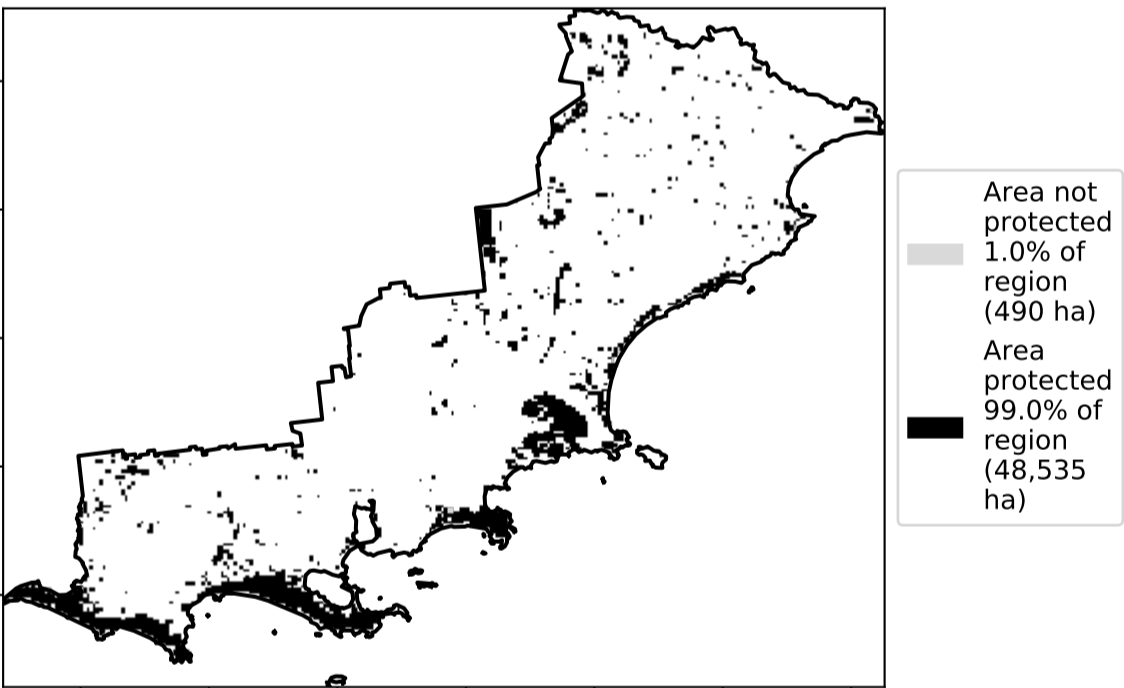 Area not
protected
1.0% of
region
(490 ha)
Area
protected
99.0% of
region
(48,535
ha)